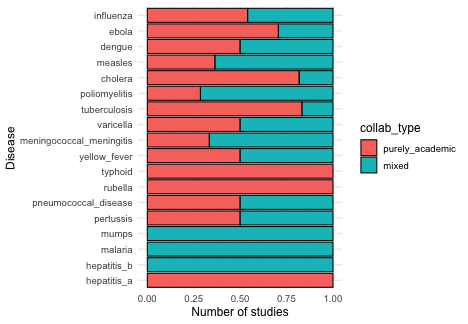 influenza
ebola
dengue
measles
cholera
poliomyelitis
tuberculosis
varicella
meningococcal_meningitis
yellow_fever
typhoid
rubella
pneumococcal_disease
pertussis
mumps
malaria
hepatitis_b
hepatitis_a
Disease
0.00 0.25 0.50 0.75 1.00
Number of studies
collab_type
purely_academic
mixed